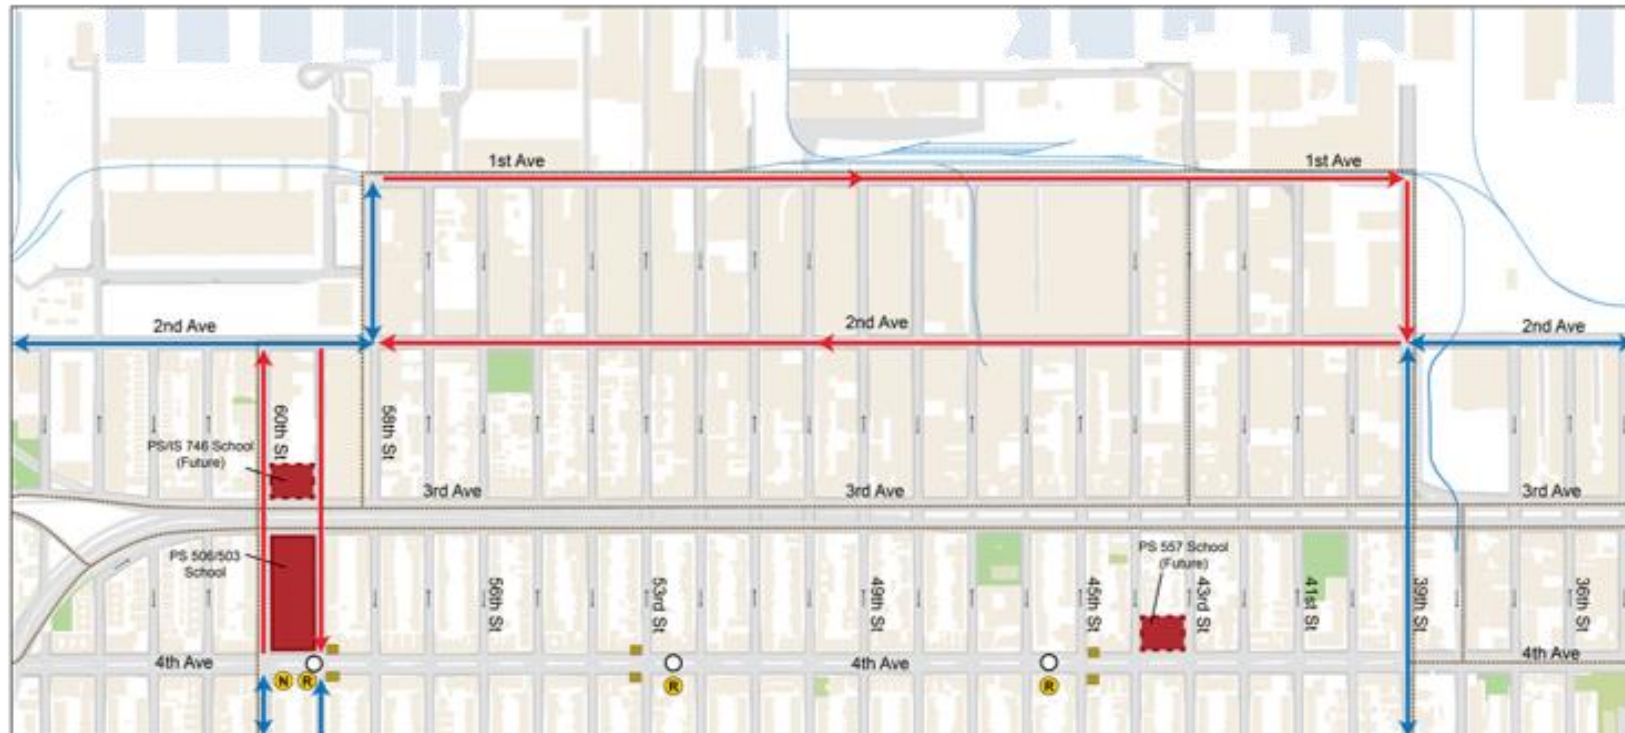 1st Ave
1st Ave
2nd Ave
2nd Ave
2nd Ave
60th St
58th St
PS/IS 746 School
(Future)
3rd Ave
3rd Ave
3rd Ave
PS 506/503
School
PS 557 School
(Future)
56th St
53rd St
49th St
45th St
43rd St
41st St
39th St
36th St
4th Ave
4th Ave
4th Ave
N
R
R
R